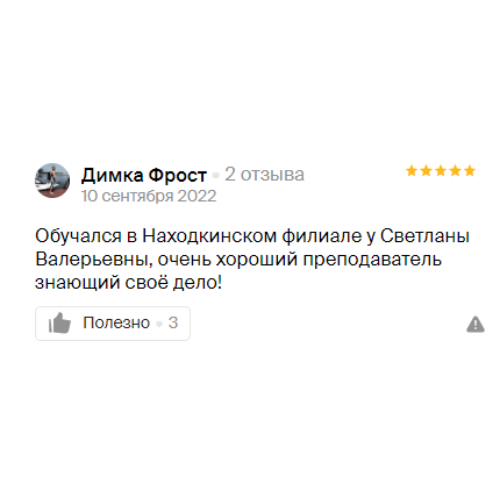 Димка Фрост • 2 отзыва
10 сентября 2022
Обучался в Находкинском филиале у Светланы
Валерьевны, очень хороший преподаватель
знающий своё дело!
Полезно • 3